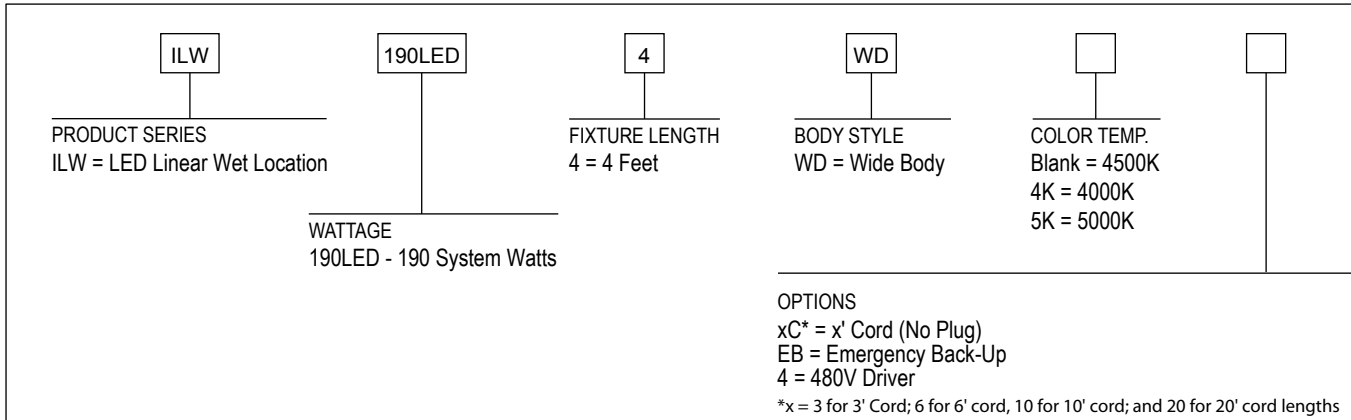 ILW
190LED
4
WD
PRODUCT SERIES
ILW = LED Linear Wet Location
WATTAGE
190LED - 190 System Watts
FIXTURE LENGTH
4 = 4 Feet
BODY STYLE
WD = Wide Body
COLOR TEMP.
Blank = 4500K
4K = 4000K
5K = 5000K
OPTIONS
xC* = x' Cord (No Plug)
EB = Emergency Back-Up
4 = 480V Driver
*x = 3 for 3' Cord; 6 for 6' cord, 10 for 10' cord; and 20 for 20' cord lengths